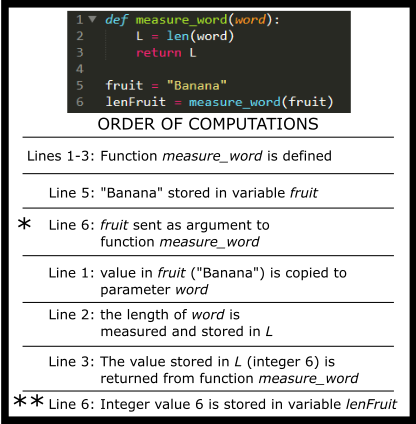 1 ▼ def measure_word(word):
2 L = len(word)
3 return L
4
5 fruit = "Banana"
6 lenFruit = measure_word(fruit)
ORDER OF COMPUTATIONS
Lines 1-3: Function measure_word is defined
Line 5: "Banana" stored in variable fruit
* Line 6: fruit sent as argument to
function measure_word
Line 1: value in fruit ("Banana") is copied to
parameter word
Line 2: the length of word is
measured and stored in L
Line 3: The value stored in L (integer 6) is
returned from function measure_word
** Line 6: Integer value 6 is stored in variable lenFruit